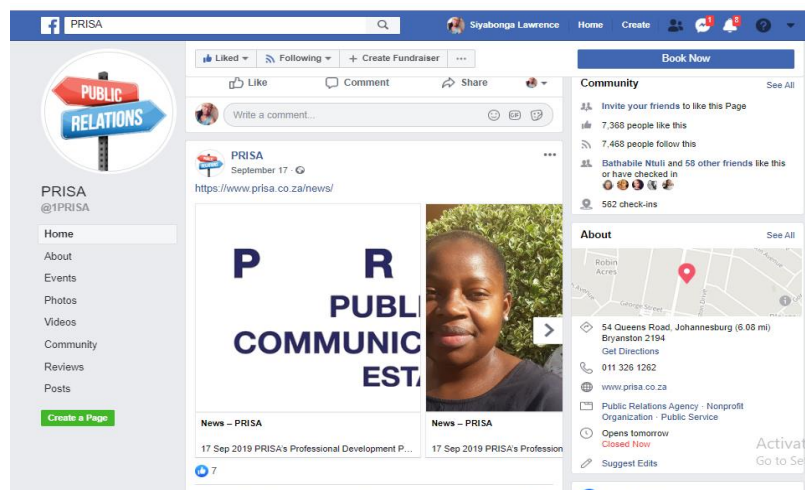 PRISA
Siyabonga Lawrence
Home
Create
1
8
Liked
Following
+ Create Fundraiser
Book Now
PUBLIC
RELATIONS
PRISA
@1PRISA
Home
About
Events
Photos
Videos
Community
Reviews
Posts
Create a Page
Like
Comment
Share
Write a comment...
GIF
PRISA
September 17
https://www.prisa.co.za/news/
P R
PUBLI
COMMUNIC
ESTA
News – PRISA
17 Sep 2019 PRISA's Professional Development P...
News – PRISA
17 Sep 2019 PRISA's Profession
7
Community
See All
Invite your friends to like this Page
7,368 people like this
7,468 people follow this
Bathabile Ntuli and 58 other friends like this
or have checked in
562 check-ins
About
See All
Robin
Acres
George Street
54 Queens Road, Johannesburg (6.08 mi)
Bryanston 2194
Get Directions
011 326 1262
www.prisa.co.za
Public Relations Agency · Nonprofit
Organization · Public Service
Opens tomorrow
Closed Now
Suggest Edits
Activat
Go to Se